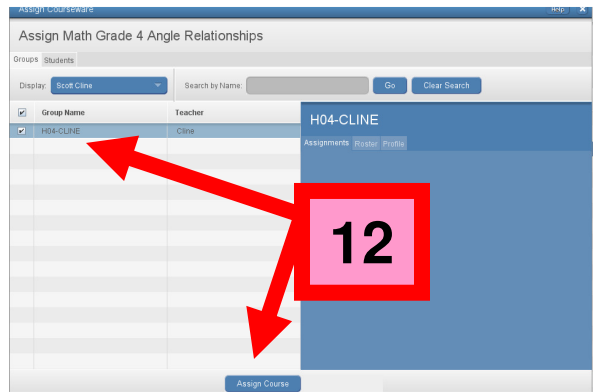 Assign Courseware Help X
Assign Math Grade 4 Angle Relationships
Groups Students
Display: Scott Cline Search by Name: Go Clear Search
Group Name Teacher
H04-CLINE Cline
H04-CLINE
Assignments Roster Profile
12
Assign Course